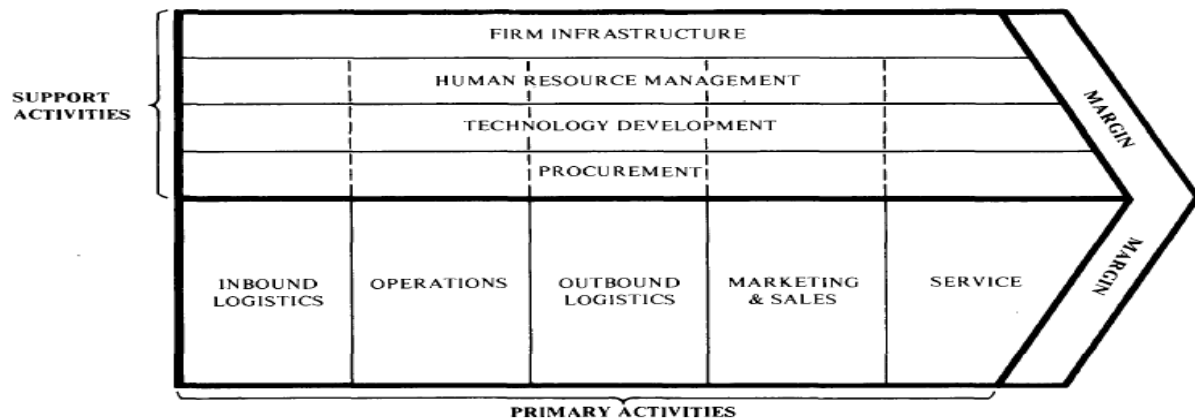 FIRM INFRASTRUCTURE
HUMAN RESOURCE MANAGEMENT
SUPPORT
ACTIVITIES
TECHNOLOGY DEVELOPMENT
PROCUREMENT
MARGIN
INBOUND
LOGISTICS
OPERATIONS
OUTBOUND
LOGISTICS
MARKETING
& SALES
SERVICE
MARGIN
PRIMARY ACTIVITIES